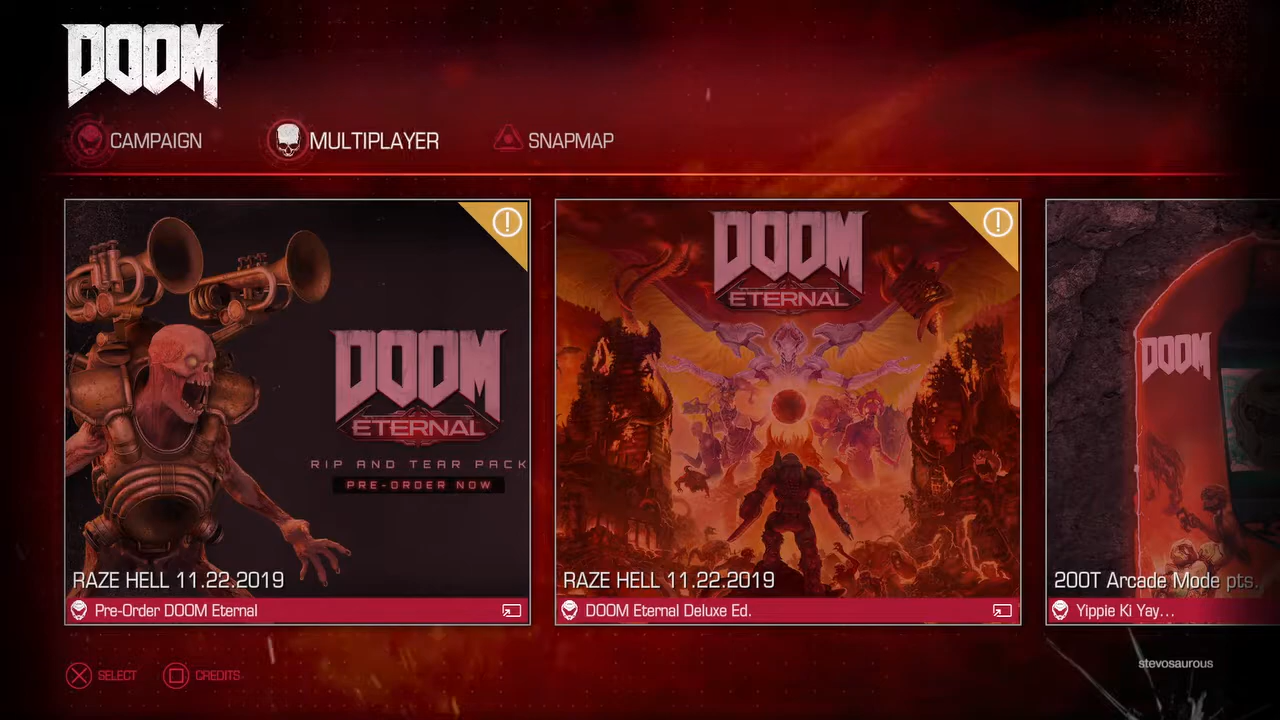 DOOM
CAMPAIGN
MULTIPLAYER
SNAPMAP
DOOM
ETERNAL
RIP AND TEAR PACK
PRE-ORDER NOW
RAZE HELL 11.22.2019
Pre-Order DOOM Eternal
DOOM
ETERNAL
RAZE HELL 11.22.2019
DOOM Eternal Deluxe Ed.
DOOM
200T Arcade Mode pts.
Yippie Ki Yay...
SELECT
CREDITS
stevosaurous